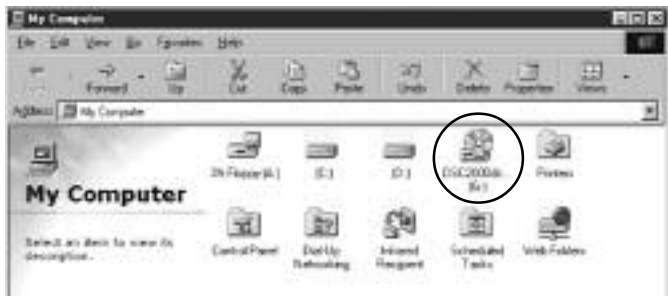 My Computer
File Edit View Go Favorites Help
Forward Up Cut Copy Paste Undo Delete Properties Views
Address My Computer
3½ Floppy (A:) (C:) (D:) (G:) Printers
My Computer
Select an item to view its
description.
Control Panel Dial-Up
Networking Infrared
Recipient Scheduled
Tasks Web Folders